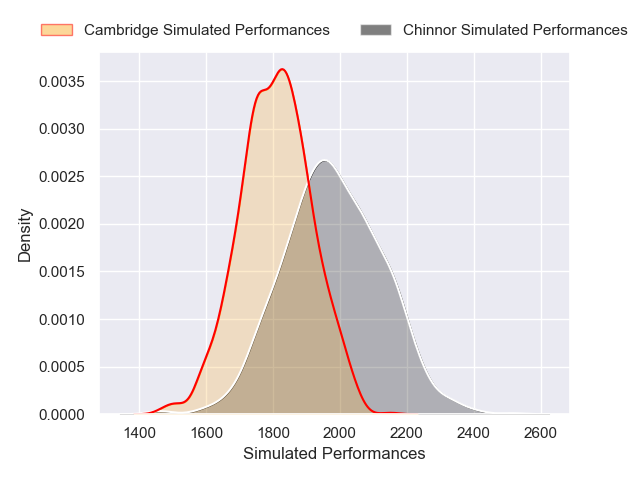 Cambridge Simulated Performances
Chinnor Simulated Performances
0.0035
0.0030
0.0025
0.0020
0.0015
0.0010
0.0005
0.0000
Density
1400 1600 1800 2000 2200 2400 2600
Simulated Performances